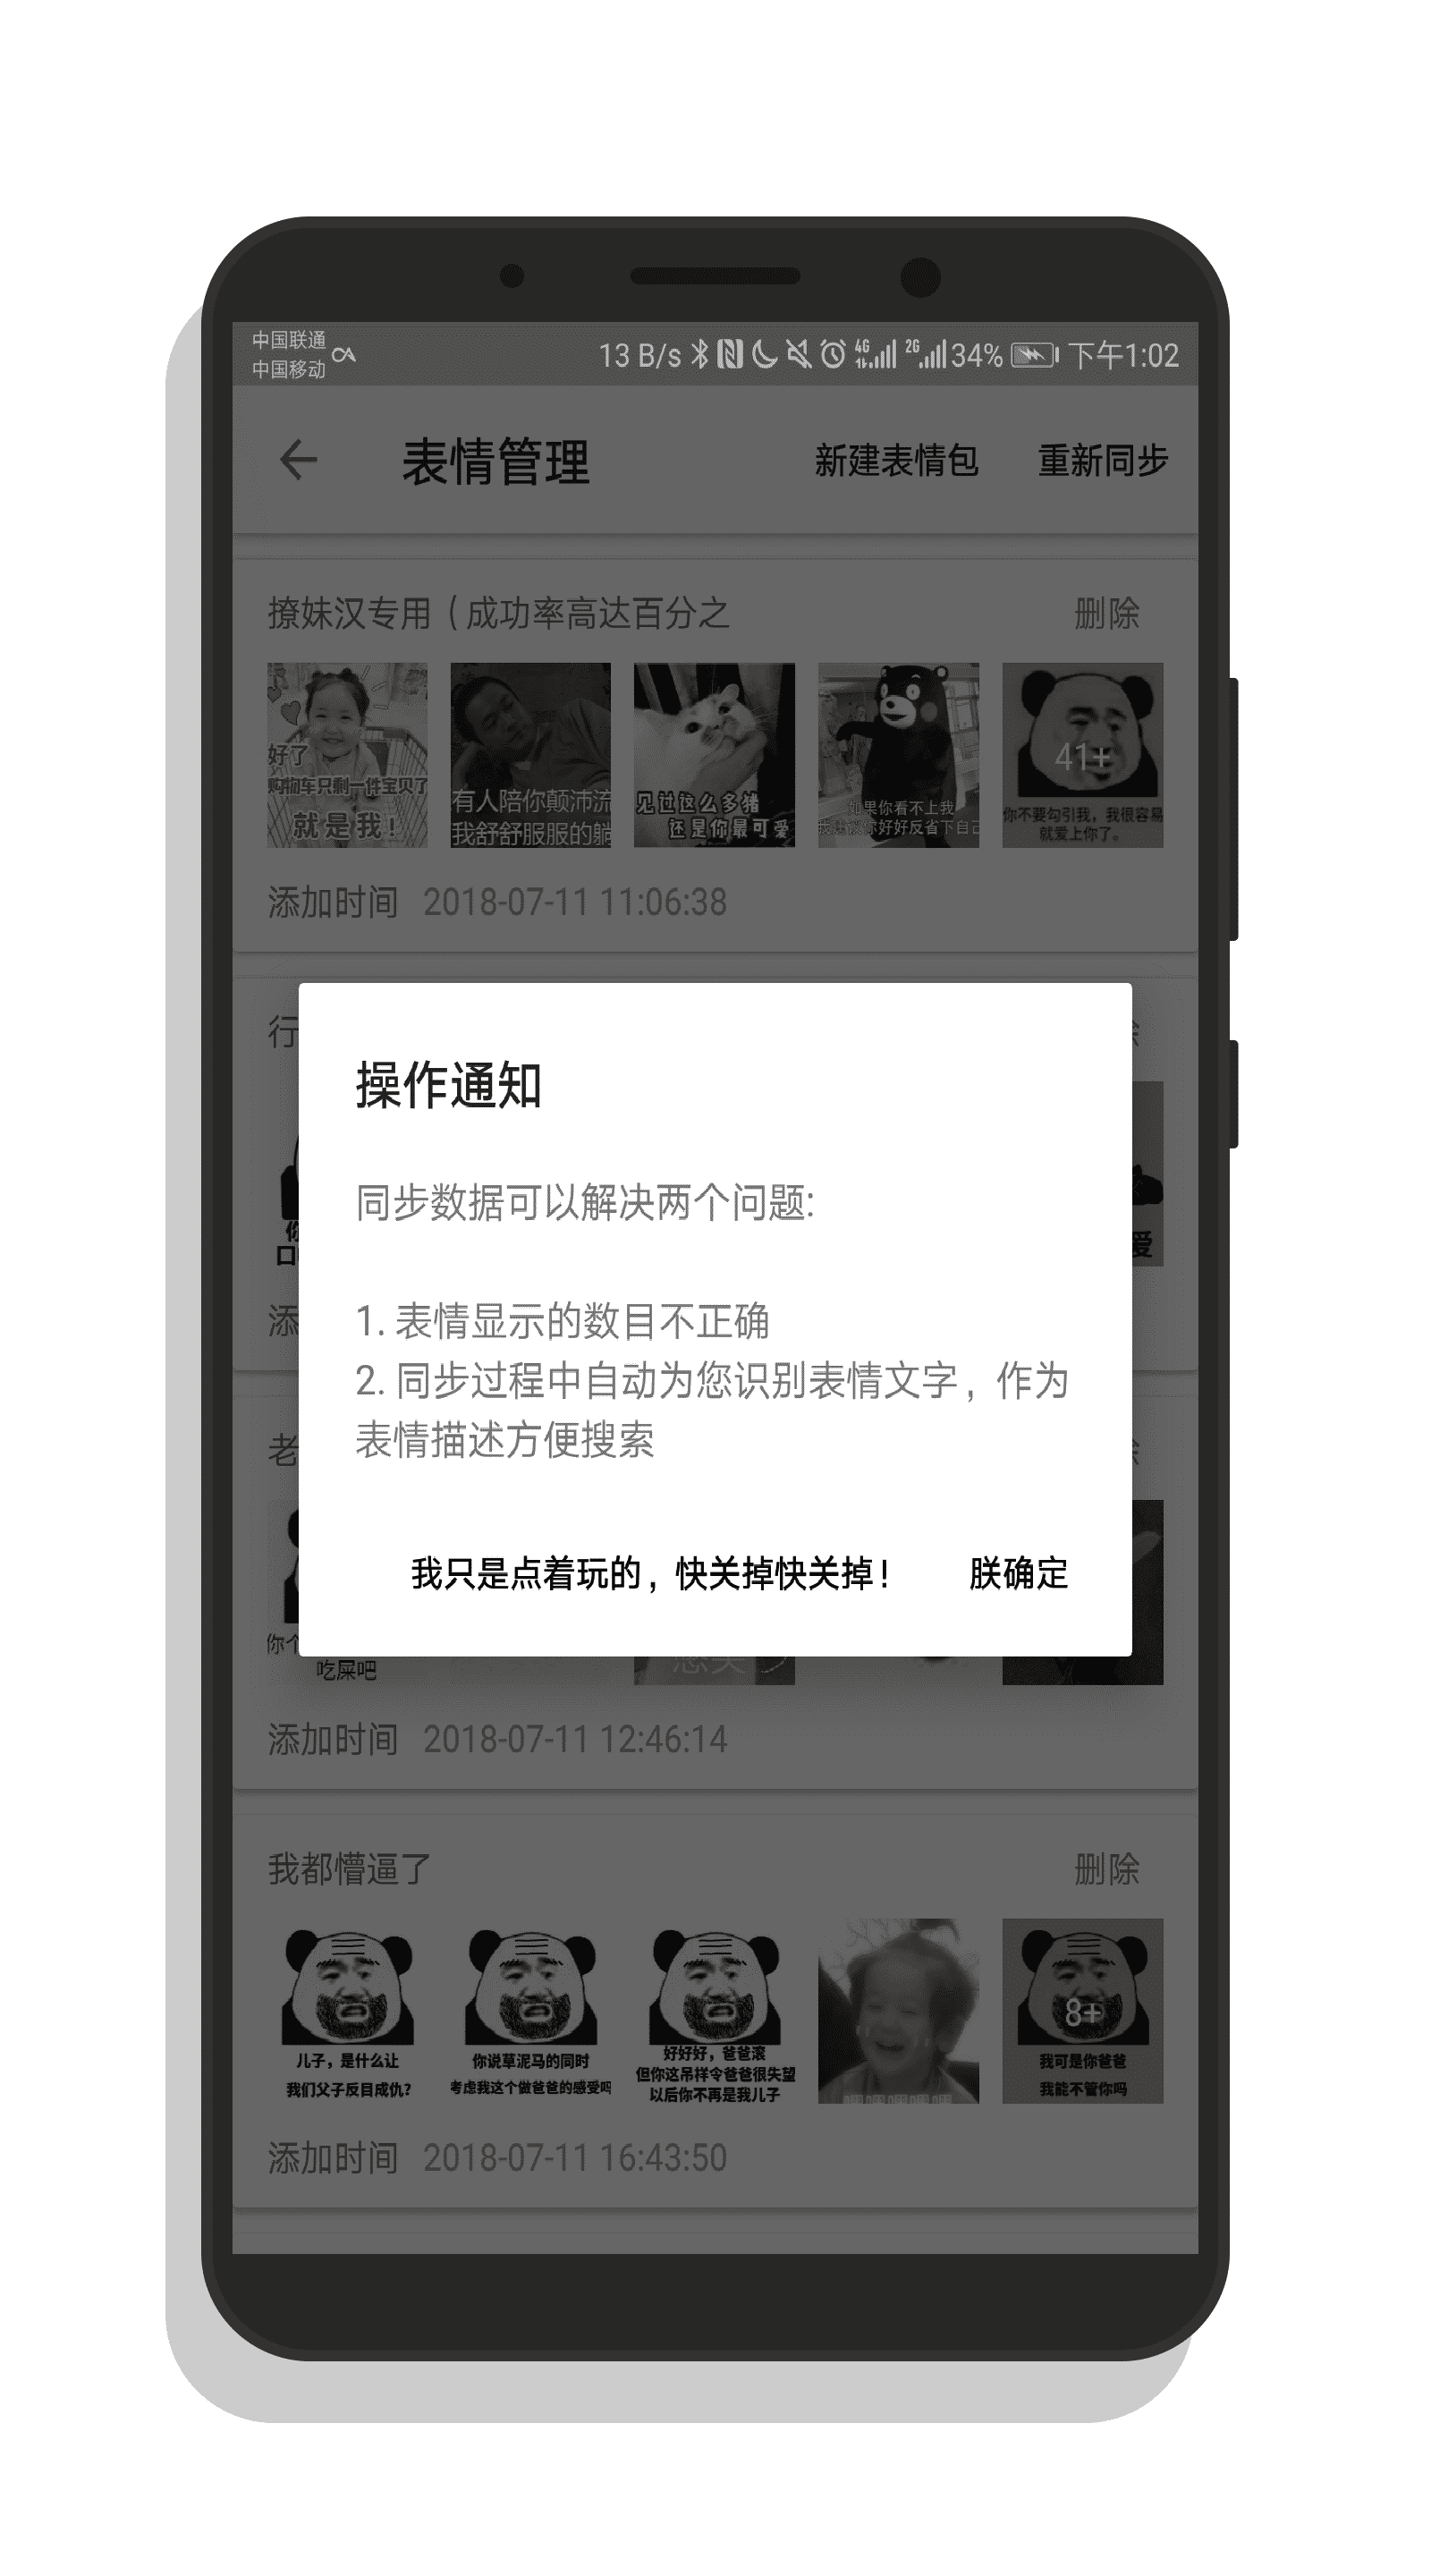 中国联通
中国移动
13 B/s 4G 2G 34% 下午1:02
表情管理 新建表情包 重新同步
撩妹汉专用（成功率高达百分之 删除
好了
购物车只剩一件宝贝了
就是我！
有人陪你颠沛流
我舒舒服服的躺
见过这么多猪
还是你最可爱
如果你看不上我
你好好反省下自己
41+
你不要勾引我，我很容易
就爱上你了。
添加时间 2018-07-11 11:06:38
行
口
爱
添
操作通知
同步数据可以解决两个问题:
1. 表情显示的数目不正确
2. 同步过程中自动为您识别表情文字，作为
表情描述方便搜索
我只是点着玩的，快关掉快关掉！ 朕确定
老
你个
吃屎吧
添加时间 2018-07-11 12:46:14
我都懵逼了 删除
儿子，是什么让
我们父子反目成仇?
你说草泥马的同时
考虑我这个做爸爸的感受吗
好好好，爸爸滚
但你这吊样令爸爸很失望
以后你不再是我儿子
8+
我可是你爸爸
我能不管你吗
添加时间 2018-07-11 16:43:50